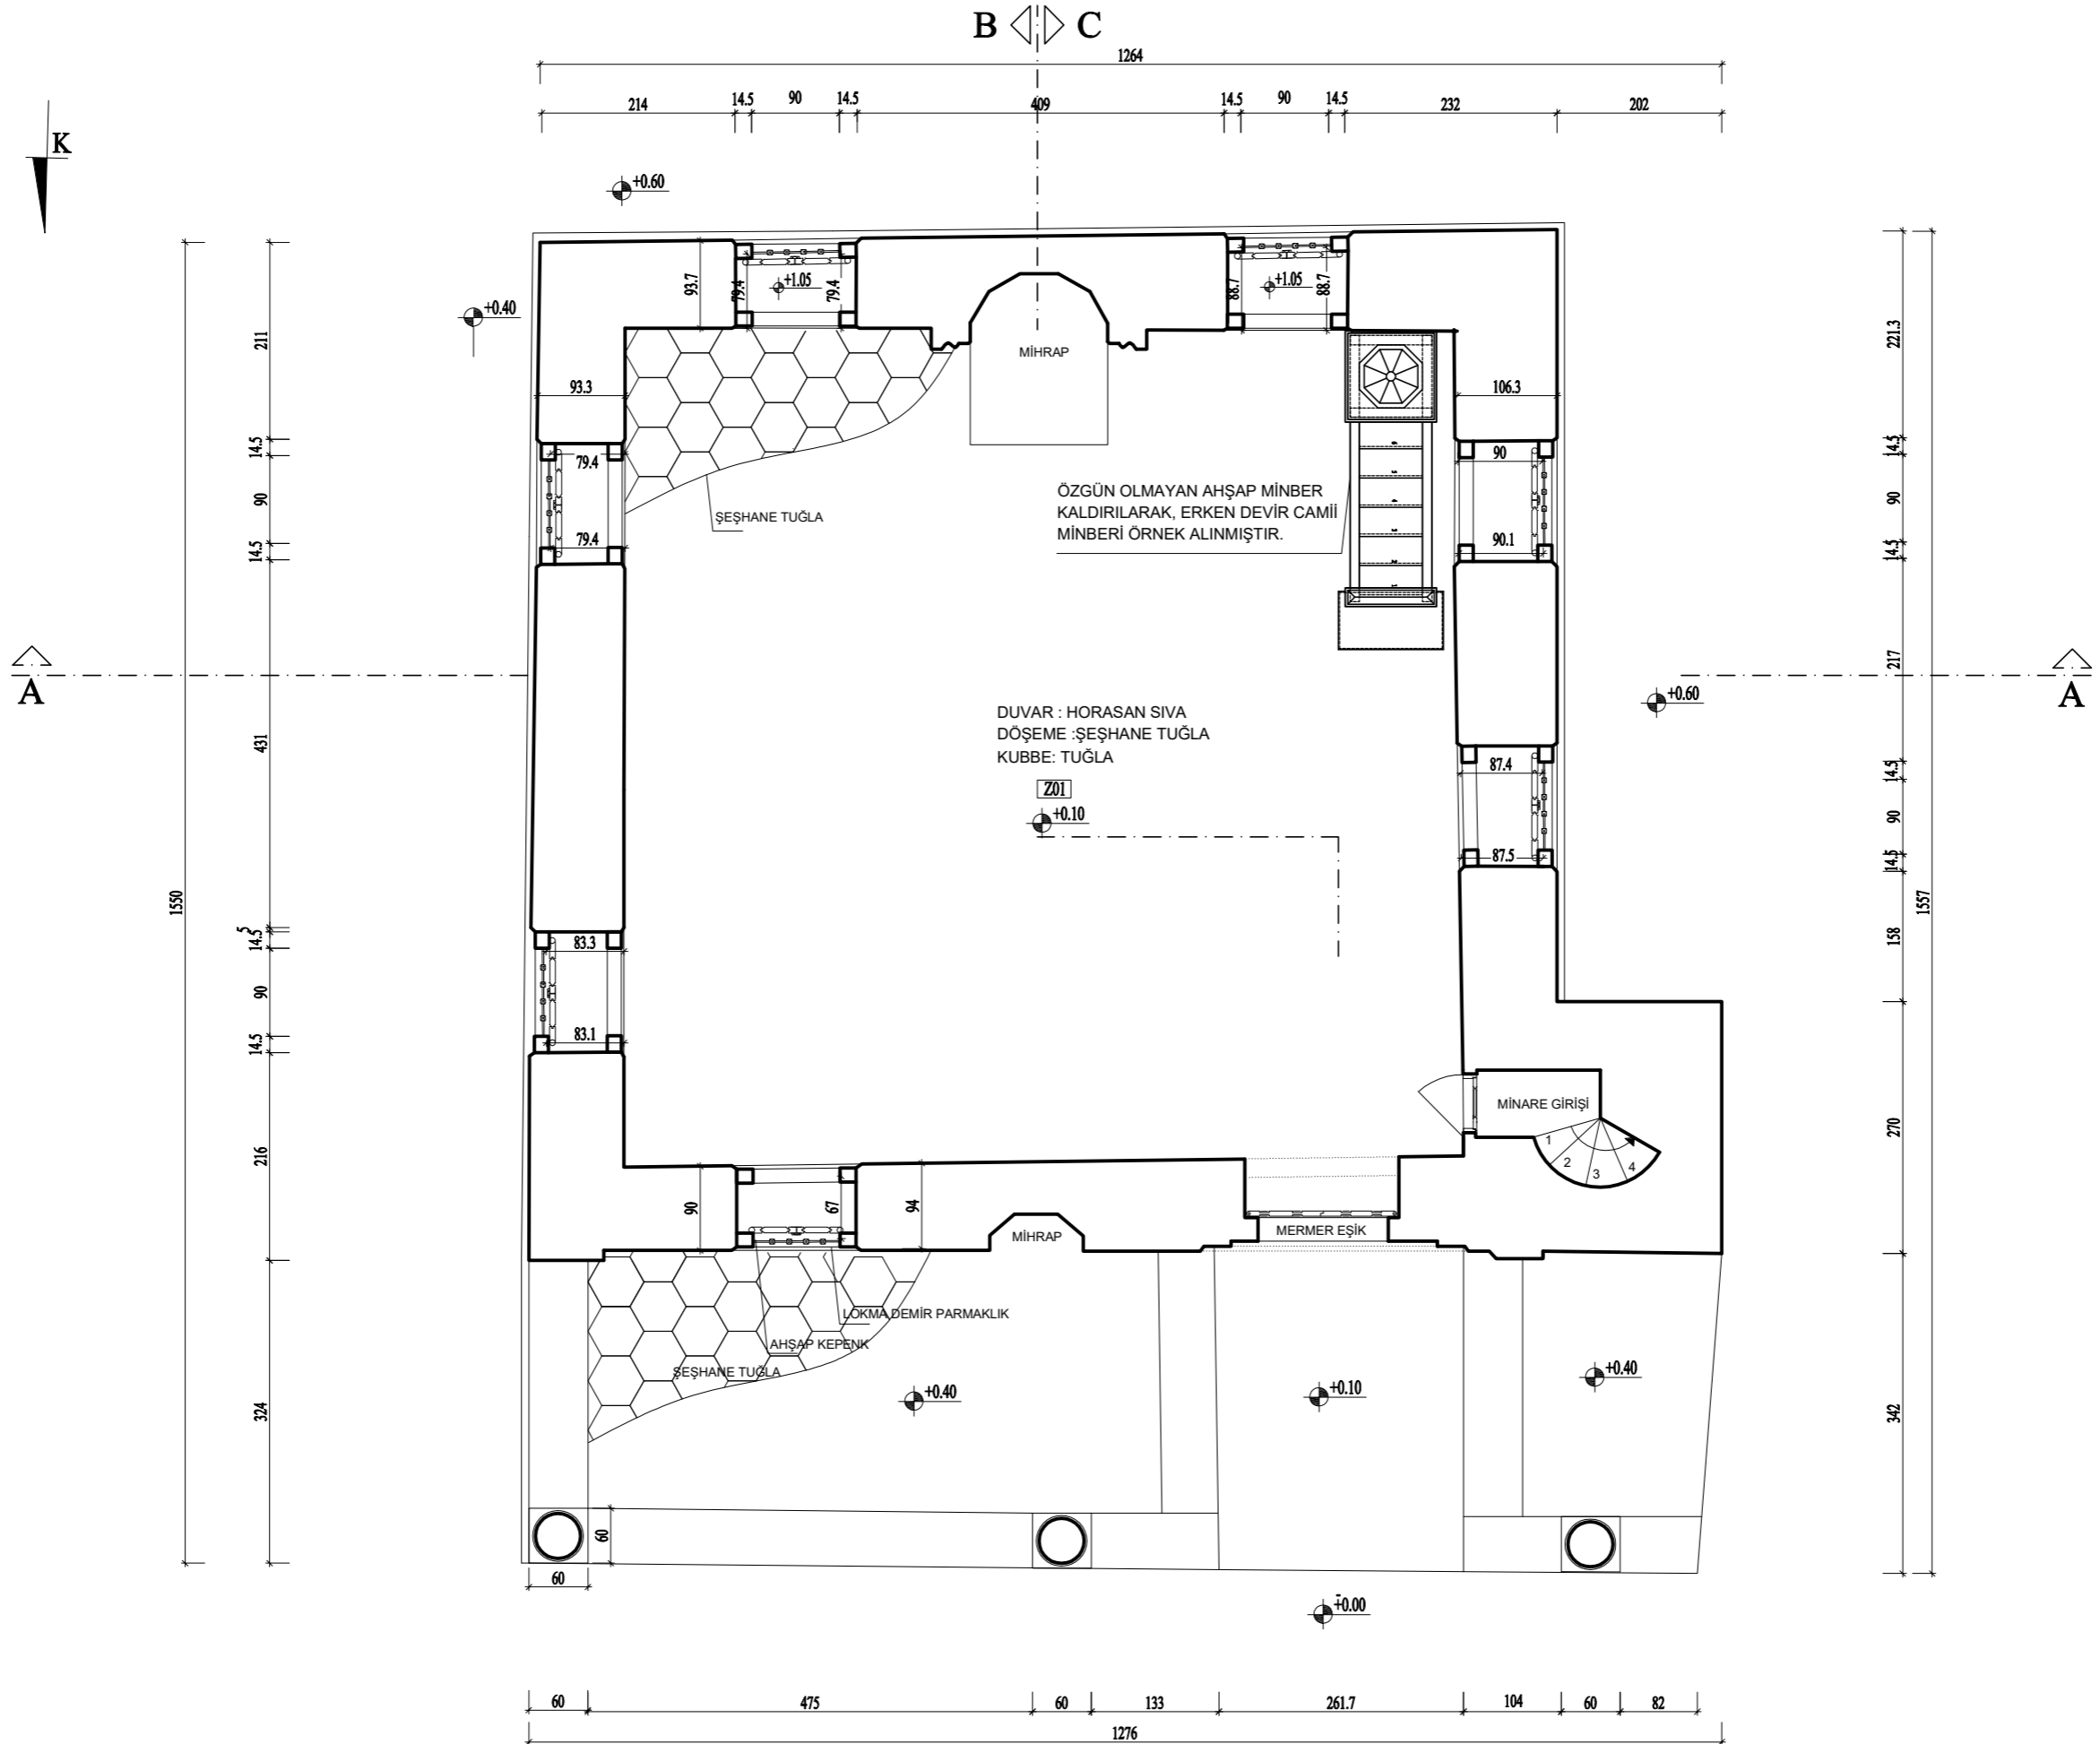 B C
1264
214 14.5 90 14.5 409 14.5 90 14.5 232 202
K
+0.60
+0.40
93.7 79.4 +1.05 79.4
88.7 +1.05 88.7
MİHRAP
93.3
106.3
79.4
79.4
90
90.1
ŞEŞHANE TUĞLA
ÖZGÜN OLMAYAN AHŞAP MİNBER
KALDIRILARAK, ERKEN DEVİR CAMİİ
MİNBERİ ÖRNEK ALINMIŞTIR.
A
A
+0.60
DUVAR : HORASAN SIVA
DÖŞEME :ŞEŞHANE TUĞLA
KUBBE: TUĞLA
Z01
+0.10
87.4
87.5
83.3
83.1
MİNARE GİRİŞİ
1
2
3
4
90
67
94
MİHRAP
MERMER EŞİK
LOKMA DEMİR PARMAKLIK
AHŞAP KEPENK
ŞEŞHANE TUĞLA
+0.40
+0.10
+0.40
60
60
+0.00
1550
211
14.5
90
14.5
431
5
14.5
90
14.5
216
324
221.3
14.5
90
14.5
217
14.5
90
14.5
158
270
342
1557
60 475 60 133 261.7 104 60 82
1276